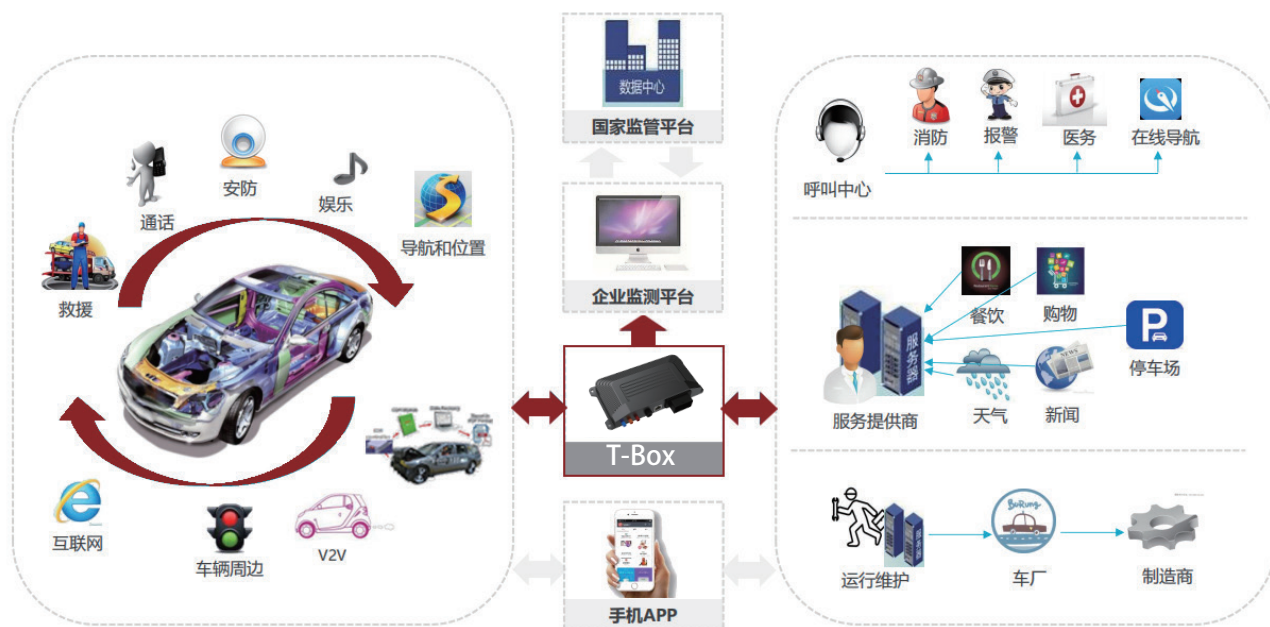 数据中心
国家监管平台
企业监测平台
T-Box
手机APP
安防
通话
娱乐
导航和位置
救援
互联网
车辆周边
V2V
消防
报警
医务
在线导航
呼叫中心
餐饮
购物
服务器
停车场
P
NEWS
服务提供商
天气
新闻
运行维护
车厂
制造商